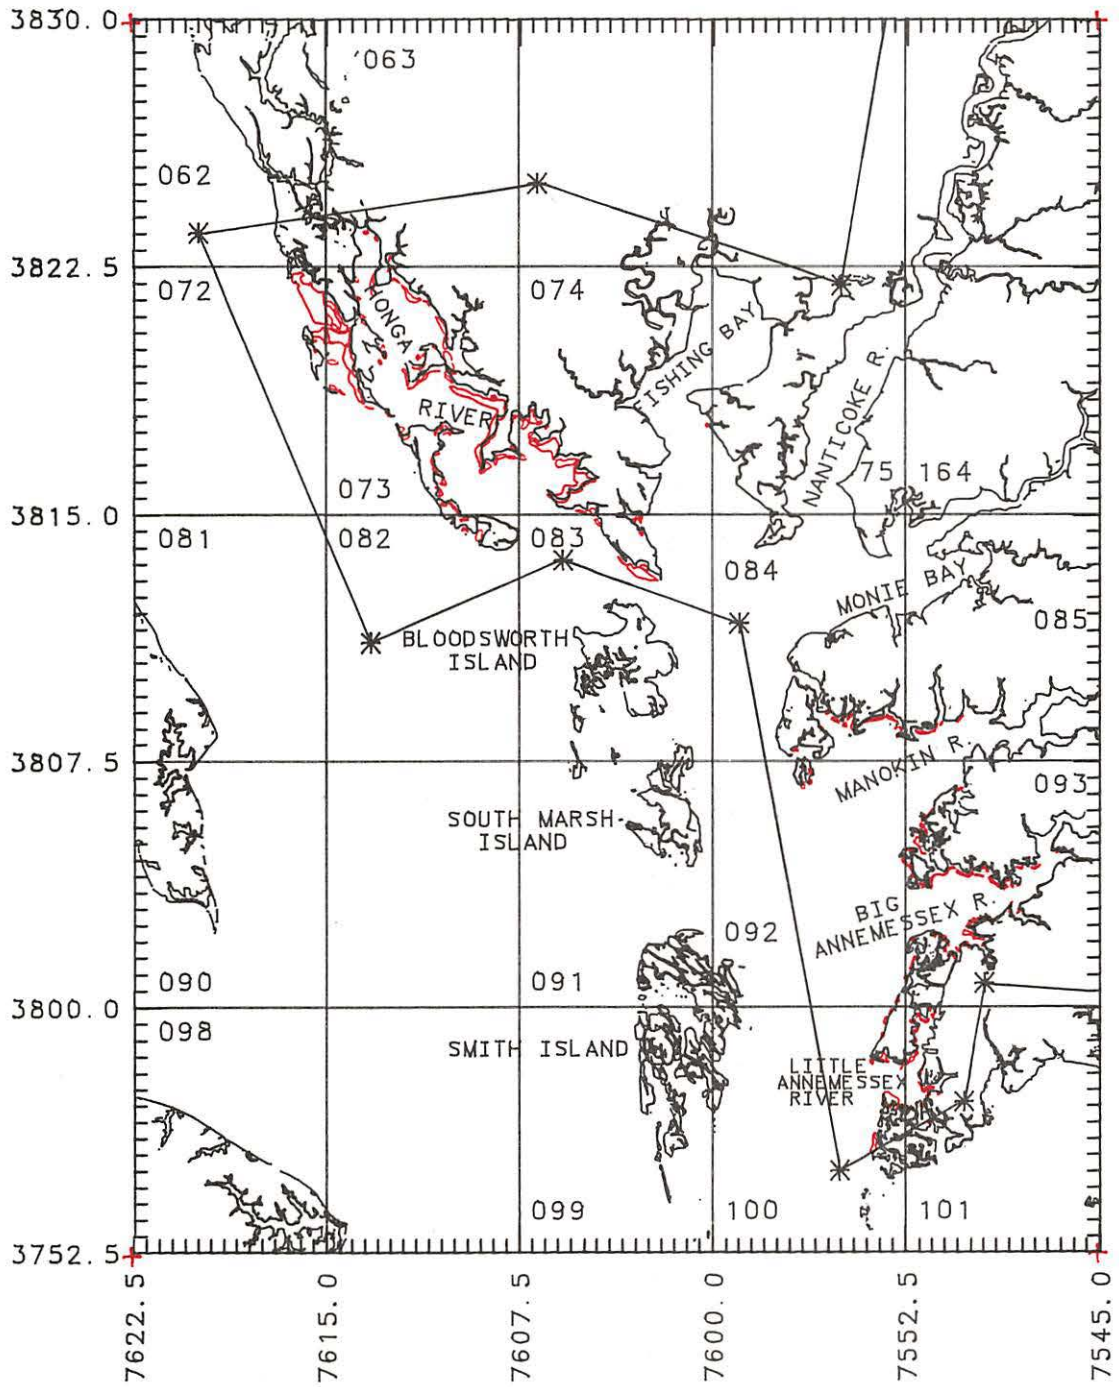 3830.0
'063
062
3822.5
072
074
HONGA
RIVER
FISHING BAY
NANTICOKE R.
073
75
164
3815.0
081
082
083
084
MONIE BAY
085
BLOODSWORTH
ISLAND
3807.5
MANOKIN R.
093
SOUTH MARSH
ISLAND
BIG
ANNEMESSEX R.
092
090
091
3800.0
098
SMITH ISLAND
LITTLE
ANNEMESSEX
RIVER
099
100
101
3752.5
7622.5
7615.0
7607.5
7600.0
7552.5
7545.0